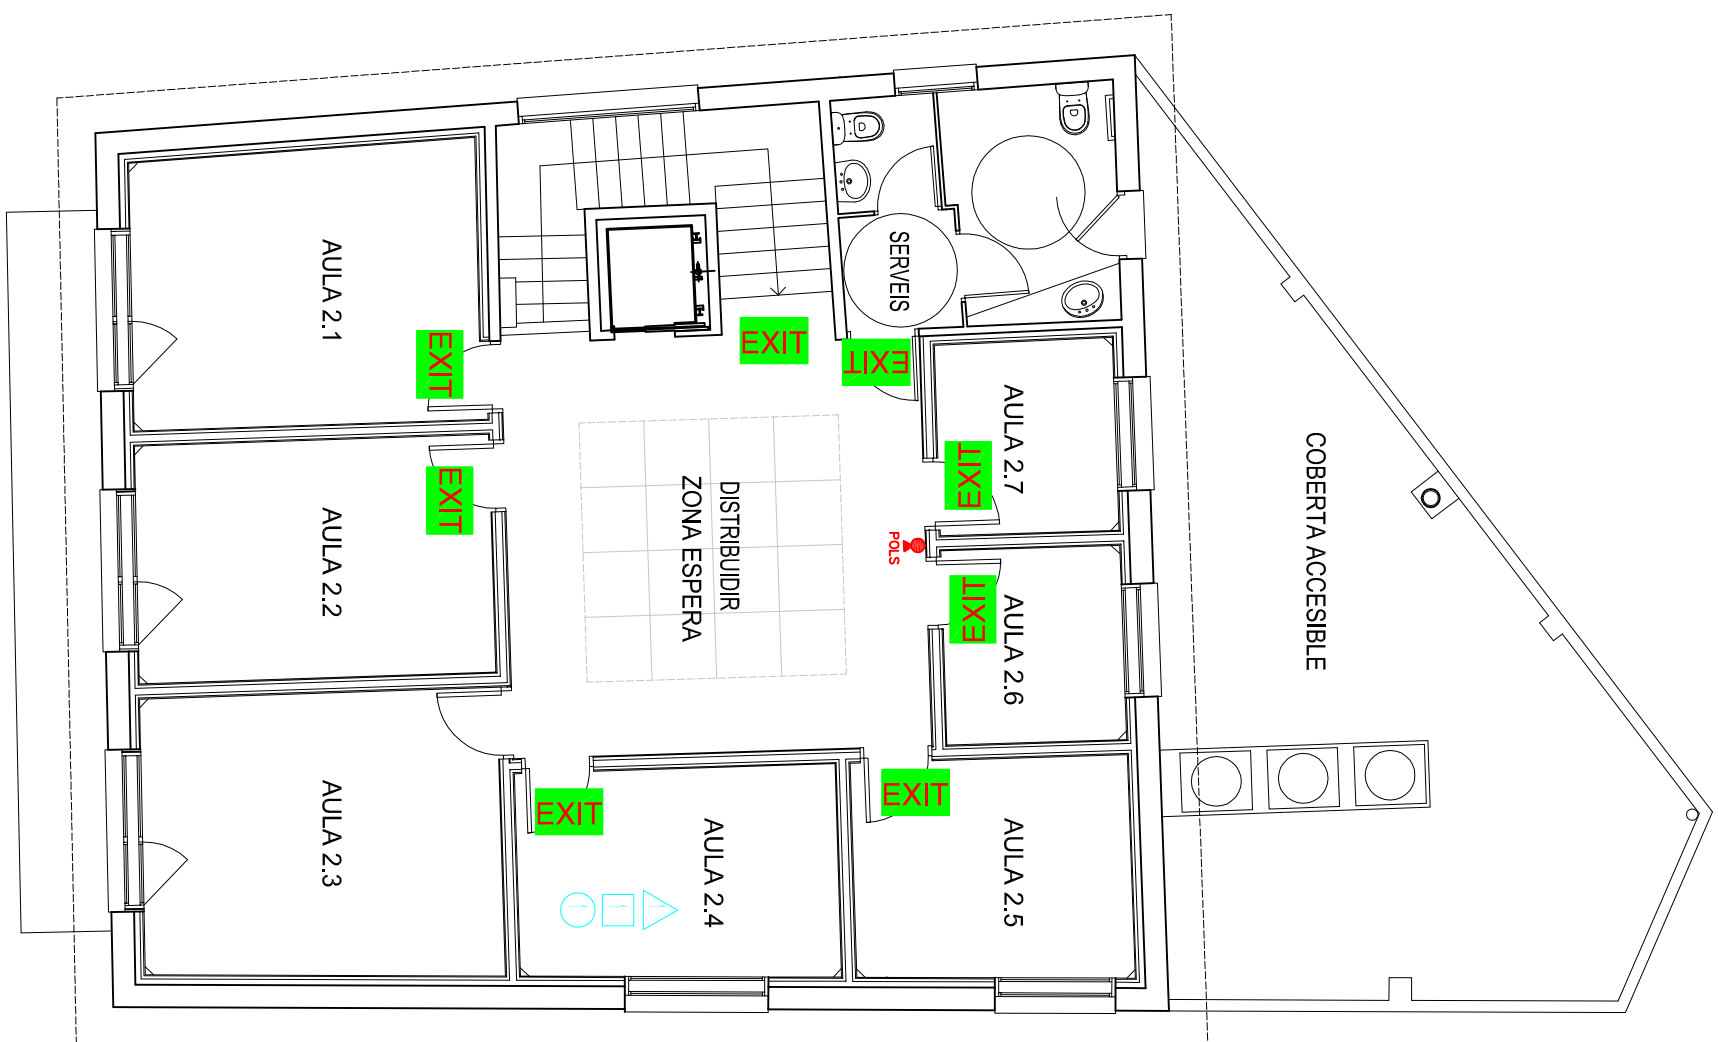 AULA 2.1
SERVEIS
EXIT
EXIT
EXIT
AULA 2.7
EXIT
EXIT
AULA 2.2
DISTRIBUIDIR
ZONA ESPERA
POLS
COBERTA ACCESIBLE
EXIT
AULA 2.6
AULA 2.3
EXIT
EXIT
AULA 2.4
AULA 2.5